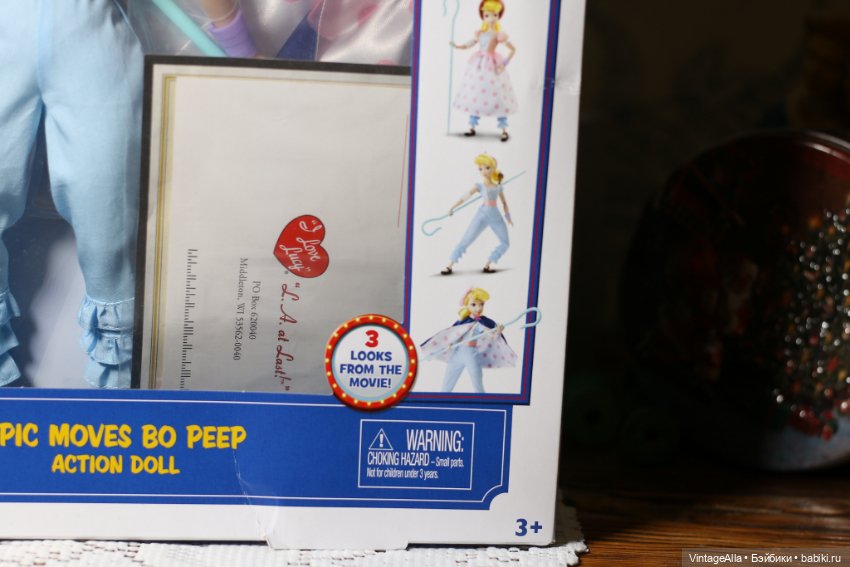 "I Love
Lucy"
"L.A. at Last!"
PO Box 620040
Middleton, WI 53562-0040
3
LOOKS
FROM THE
MOVIE!
PIC MOVES BO PEEP
ACTION DOLL
WARNING:
CHOKING HAZARD – Small parts.
Not for children under 3 years.
3+
VintageAlla • Бэйбики • babiki.ru